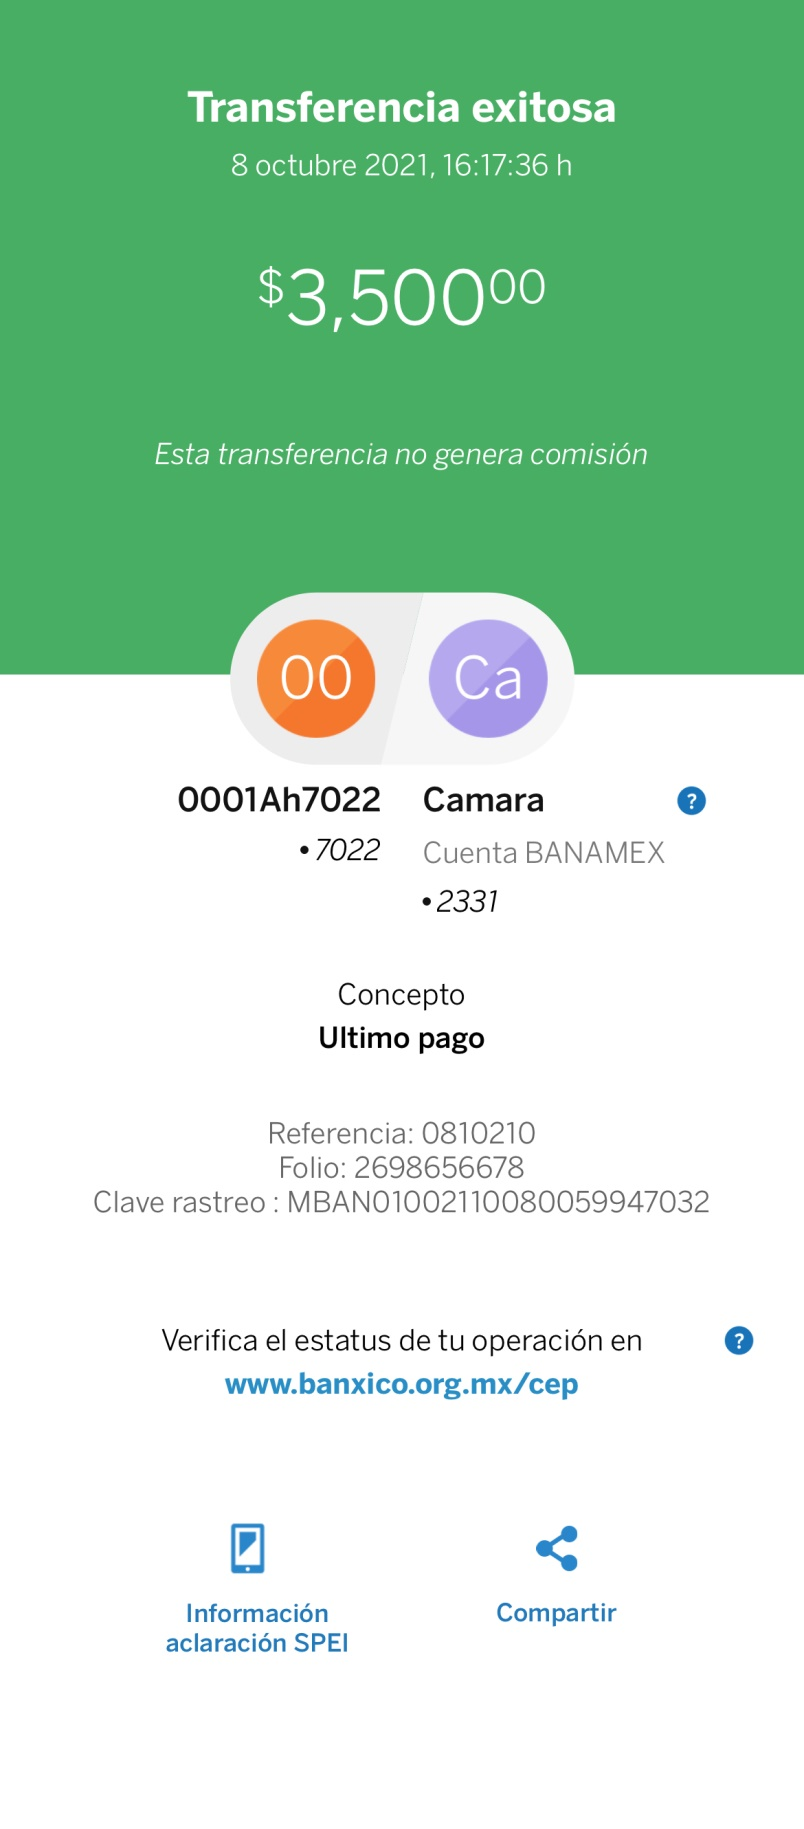 Transferencia exitosa
8 octubre 2021, 16:17:36 h
$3,500⁰⁰
Esta transferencia no genera comisión
00 Ca
0001Ah7022 Camara ?
•7022 Cuenta BANAMEX
•2331
Concepto
Ultimo pago
Referencia: 0810210
Folio: 2698656678
Clave rastreo : MBAN01002110080059947032
Verifica el estatus de tu operación en ?
www.banxico.org.mx/cep
Información Compartir
aclaración SPEI